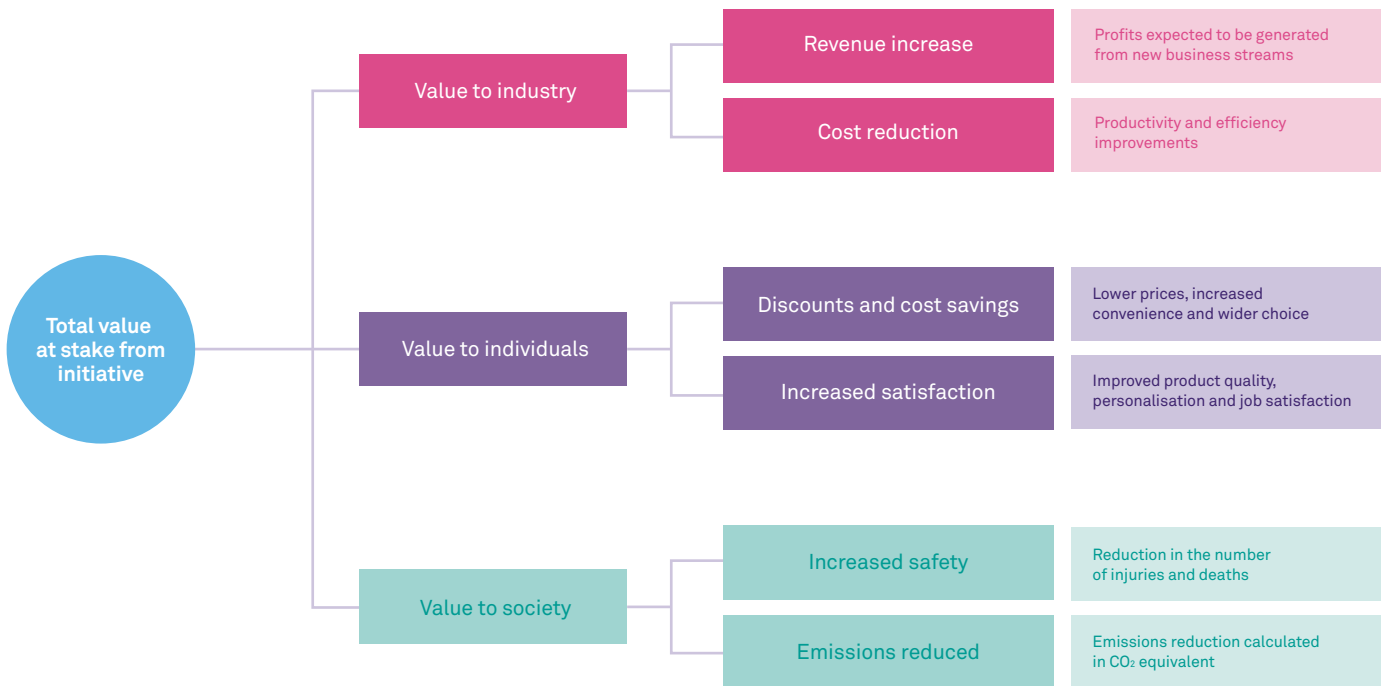 Total value
at stake from
initiative
Value to industry
Revenue increase
Profits expected to be generated
from new business streams
Cost reduction
Productivity and efficiency
improvements
Value to individuals
Discounts and cost savings
Lower prices, increased
convenience and wider choice
Increased satisfaction
Improved product quality,
personalisation and job satisfaction
Value to society
Increased safety
Reduction in the number
of injuries and deaths
Emissions reduced
Emissions reduction calculated
in CO₂ equivalent